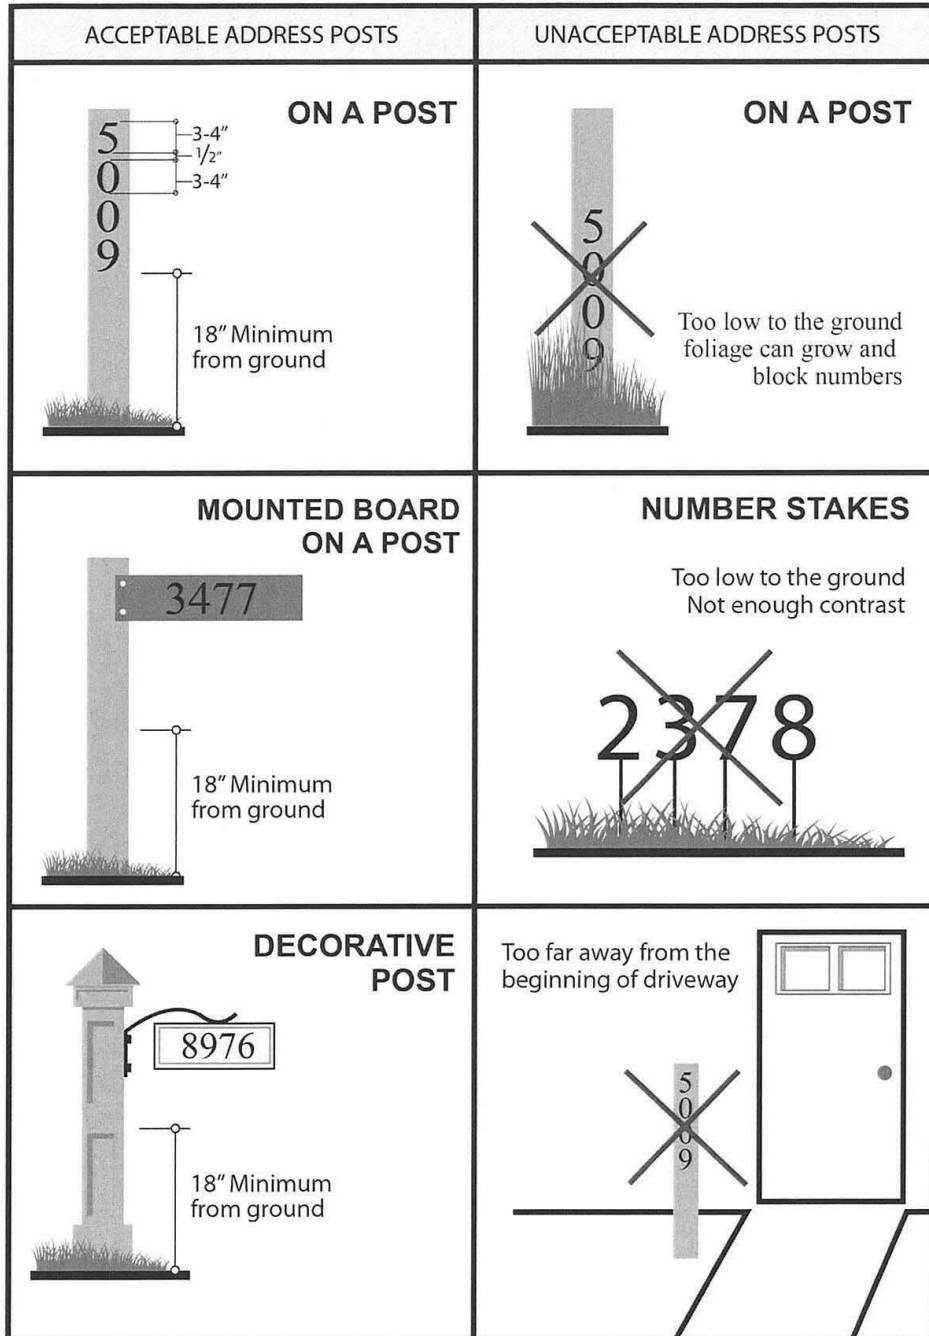 ACCEPTABLE ADDRESS POSTS
UNACCEPTABLE ADDRESS POSTS
ON A POST
5
0
0
9
3-4"
1/2"
3-4"
18" Minimum
from ground
ON A POST
5
0
0
9
Too low to the ground
foliage can grow and
block numbers
MOUNTED BOARD
ON A POST
3477
18" Minimum
from ground
NUMBER STAKES
Too low to the ground
Not enough contrast
2378
DECORATIVE
POST
8976
18" Minimum
from ground
Too far away from the
beginning of driveway
5
0
0
9